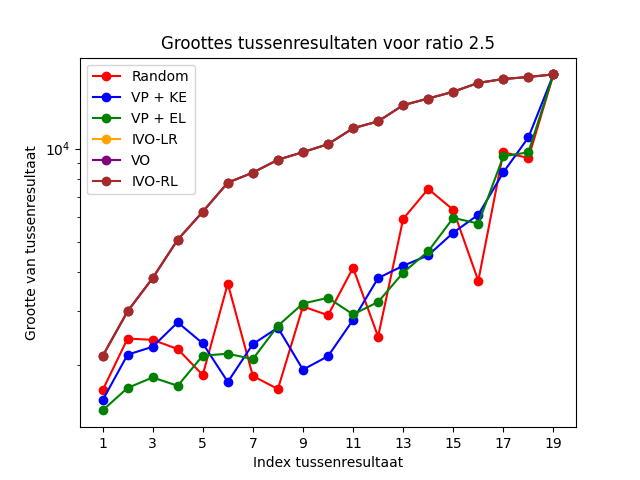 Groottes tussenresultaten voor ratio 2.5
Grootte van tussenresultaat
10^4
Random
VP + KE
VP + EL
IVO-LR
VO
IVO-RL
1 3 5 7 9 11 13 15 17 19
Index tussenresultaat